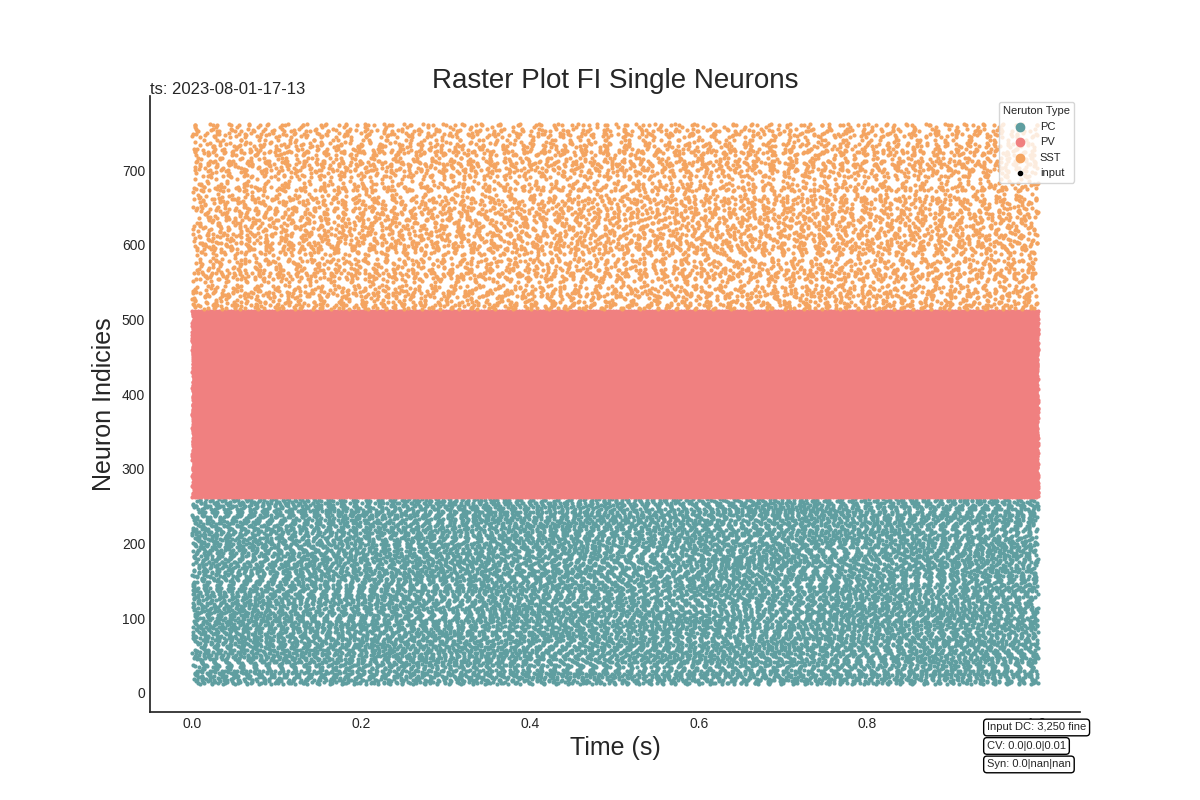 Raster Plot FI Single Neurons
ts: 2023-08-01-17-13
Neruton Type
PC
PV
SST
input
Neuron Indicies
700
600
500
400
300
200
100
0
0.0
0.2
0.4
0.6
0.8
Time (s)
Input DC: 3,250 fine
CV: 0.0|0.0|0.01
Syn: 0.0|nan|nan